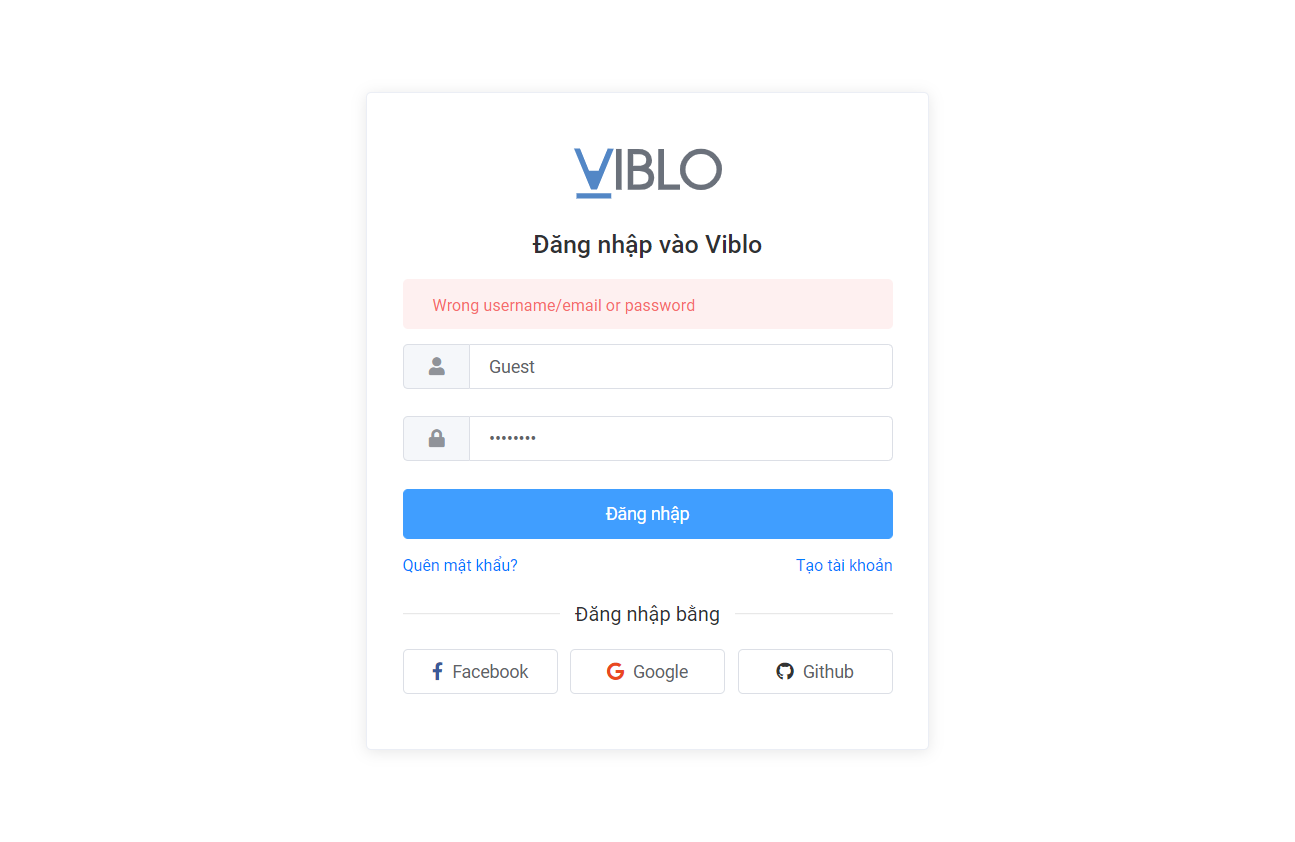 VIBLO
Đăng nhập vào Viblo
Wrong username/email or password
Guest
••••••••
Đăng nhập
Quên mật khẩu? Tạo tài khoản
Đăng nhập bằng
Facebook Google Github